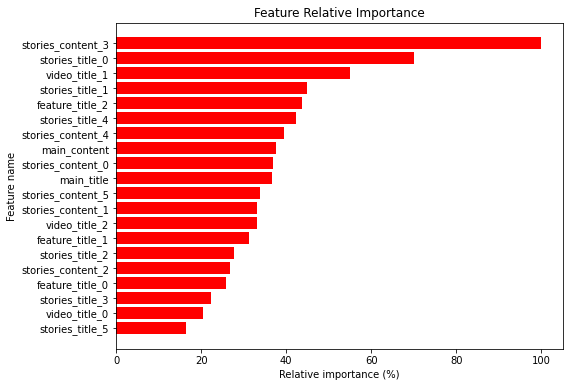 Feature Relative Importance
stories_content_3
stories_title_0
video_title_1
stories_title_1
feature_title_2
stories_title_4
stories_content_4
main_content
stories_content_0
main_title
stories_content_5
stories_content_1
video_title_2
feature_title_1
stories_title_2
stories_content_2
feature_title_0
stories_title_3
video_title_0
stories_title_5
Feature name
0 20 40 60 80 100
Relative importance (%)